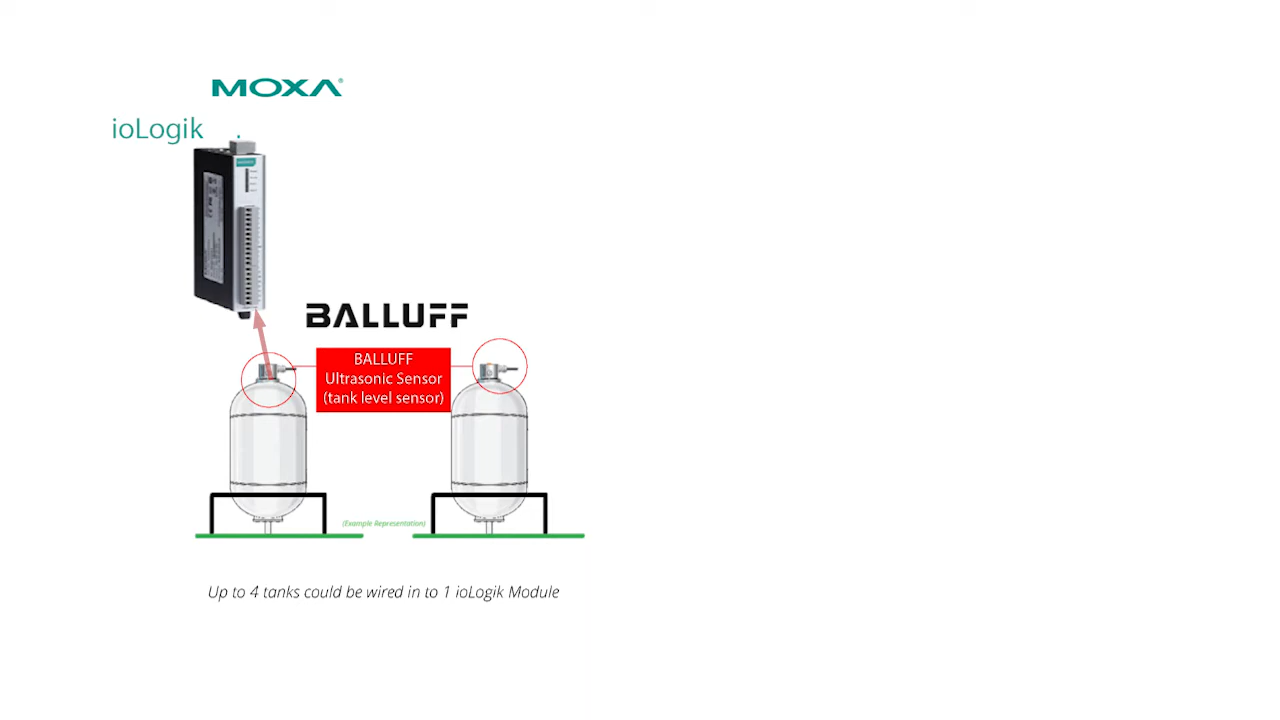 MOXA®
ioLogik
BALLUFF
BALLUFF
Ultrasonic Sensor
(tank level sensor)
(Example Representation)
Up to 4 tanks could be wired in to 1 ioLogik Module